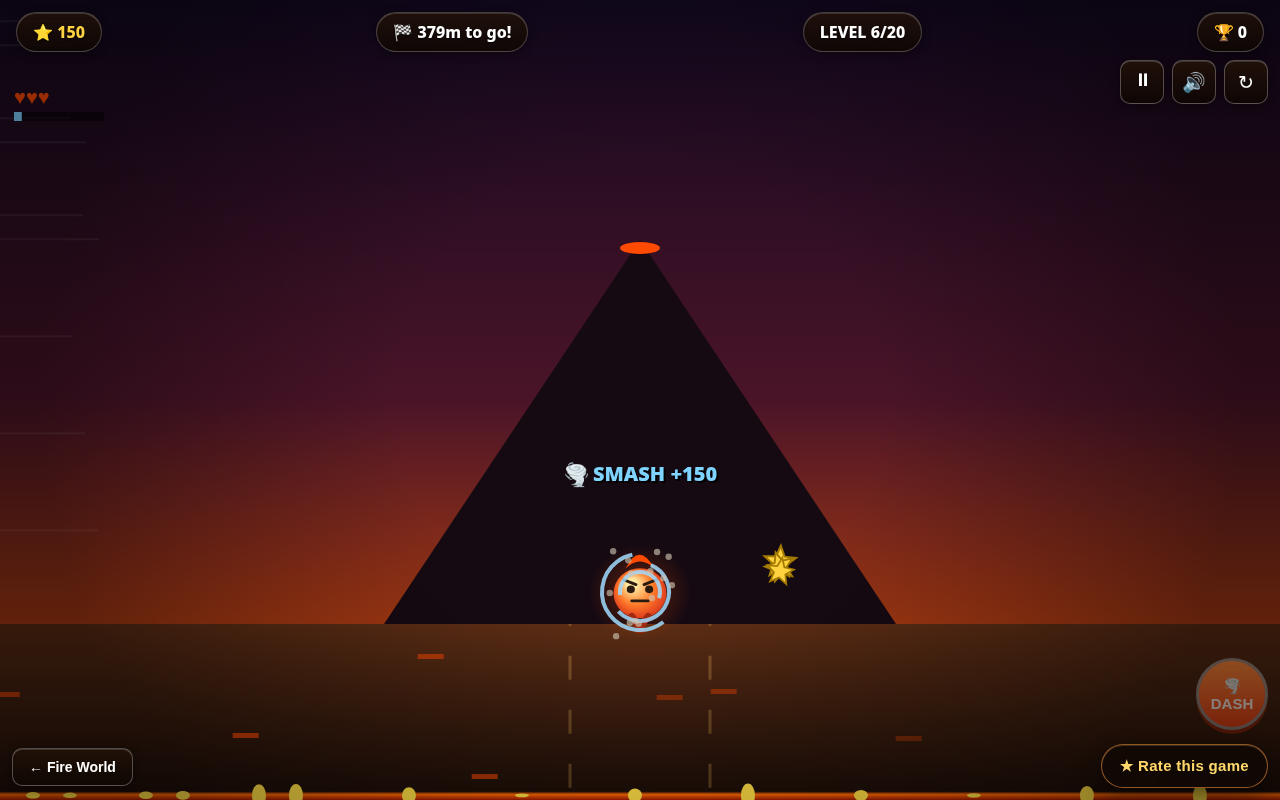 ⭐ 150
🏁 379m to go!
LEVEL 6/20
🏆 0
🌪️ SMASH +150
🌪️ DASH
← Fire World
★ Rate this game